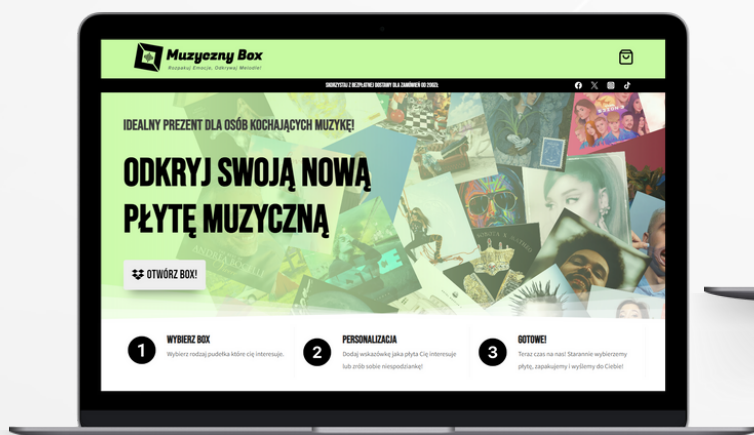 Muzyczny Box
Rozpakuj Emocje, Odkrywaj Melodie!
SKORZYSTAJ Z BEZPŁATNEJ DOSTAWY DLA ZAMÓWIEŃ OD 200ZŁ
IDEALNY PREZENT DLA OSÓB KOCHAJĄCYCH MUZYKĘ!
ODKRYJ SWOJĄ NOWĄ
PŁYTĘ MUZYCZNĄ
OTWÓRZ BOX!
1
WYBIERZ BOX
Wybierz rodzaj pudełka które cię interesuje.
2
PERSONALIZACJA
Dodaj wskazówkę jaka płyta Cię interesuje
lub zrób sobie niespodziankę!
3
GOTOWE!
Teraz czas na nas! Starannie wybierzemy
płytę, zapakujemy i wyślemy do Ciebie!